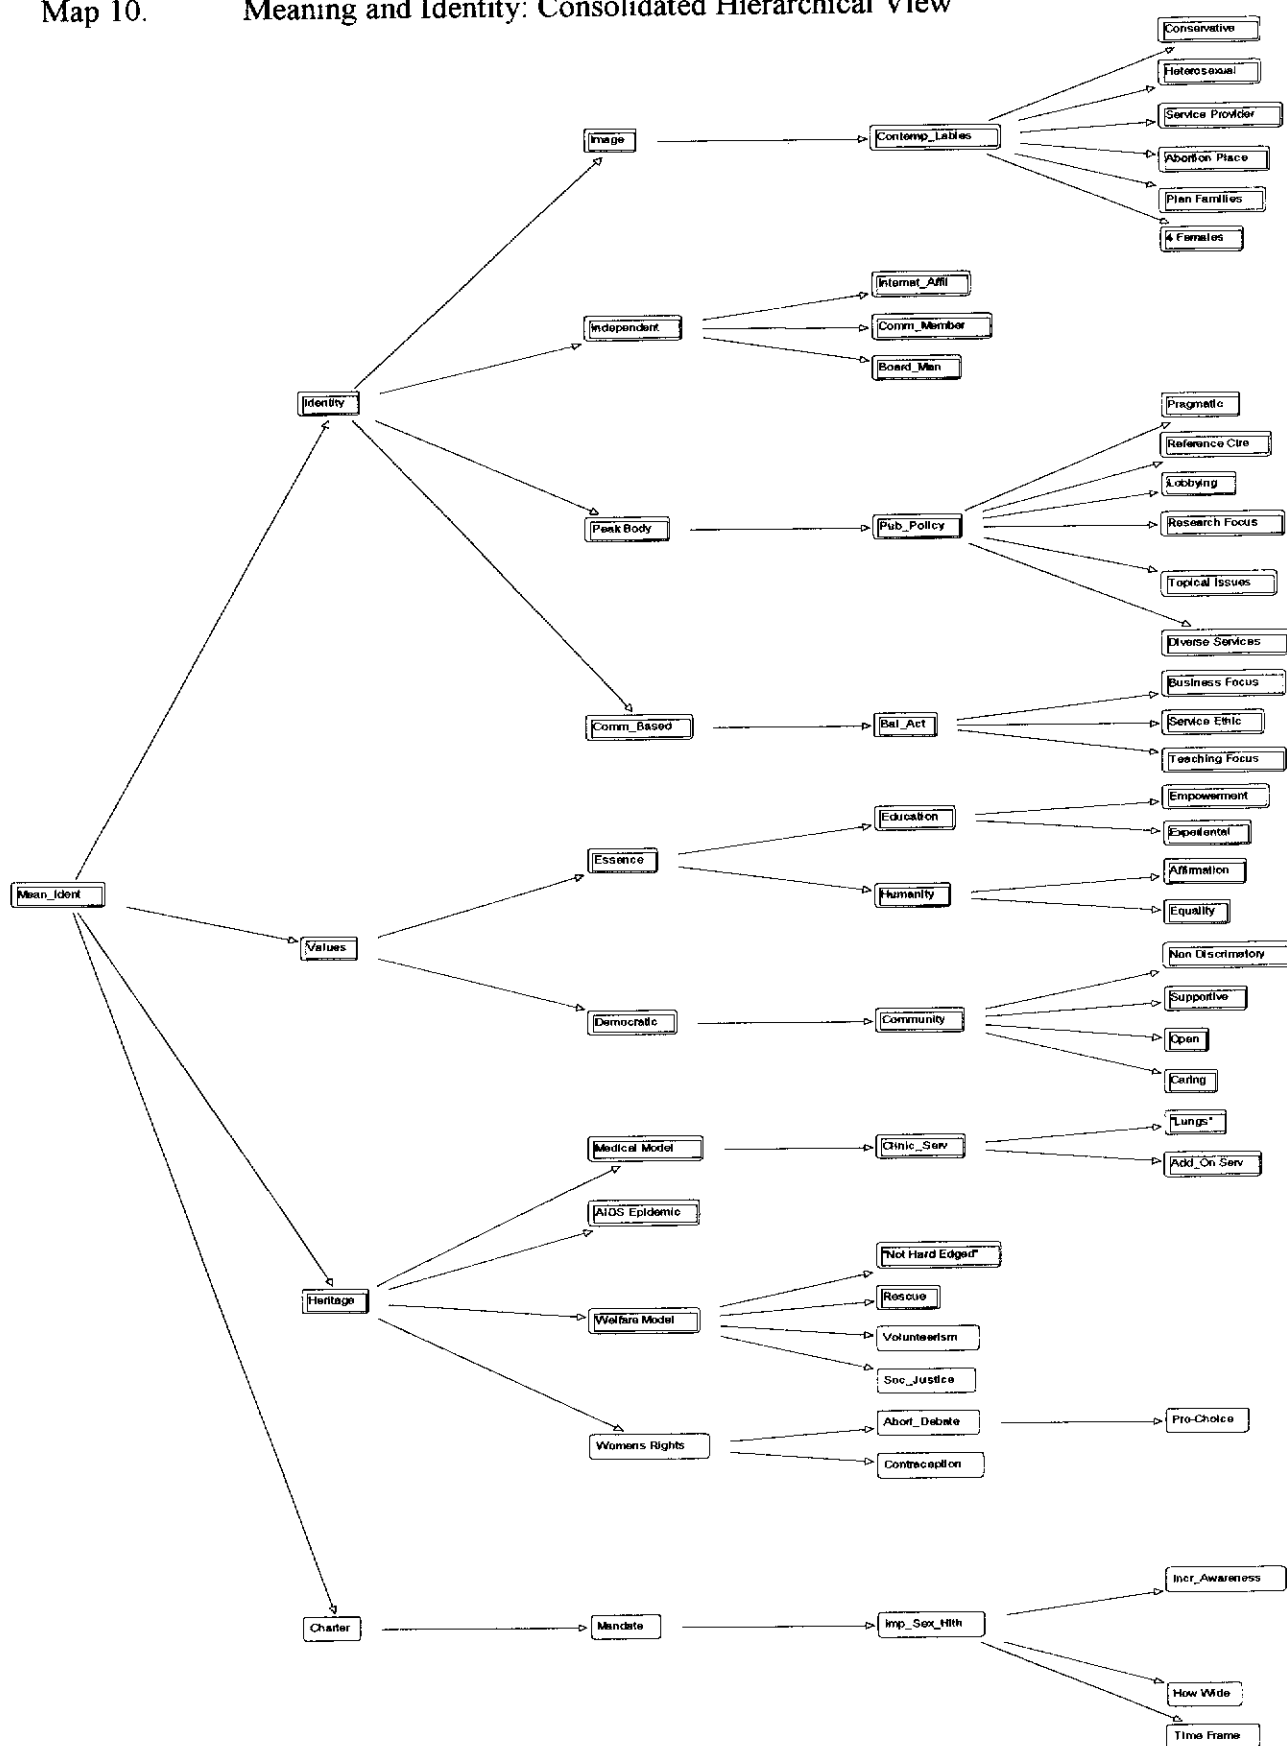 Map 10. Meaning and Identity: Consolidated Hierarchical View
Conservative
Heterosexual
Service Provider
Image
Contemp_Lables
Abortion Place
Plan Families
4 Females
Internat_Affil
Independent
Comm_Member
Board_Man
Identity
Pragmatic
Reference Ctre
Lobbying
Peak Body
Pub_Policy
Research Focus
Topical Issues
Diverse Services
Business Focus
Comm_Based
Bal_Act
Service Ethic
Teaching Focus
Empowerment
Education
Experiental
Essence
Affirmation
Mean_Ident
Humanity
Equality
Values
Non Discrimatory
Supportive
Democratic
Community
Open
Caring
"Lungs"
Medical Model
Clinic_Serv
Add_On Serv
AIDS Epidemic
"Not Hard Edged"
Heritage
Rescue
Welfare Model
Volunteerism
Soc_Justice
Abort_Debate
Pro-Choice
Womens Rights
Contraception
Incr_Awareness
Charter
Mandate
Imp_Sex_Hlth
How Wide
Time Frame